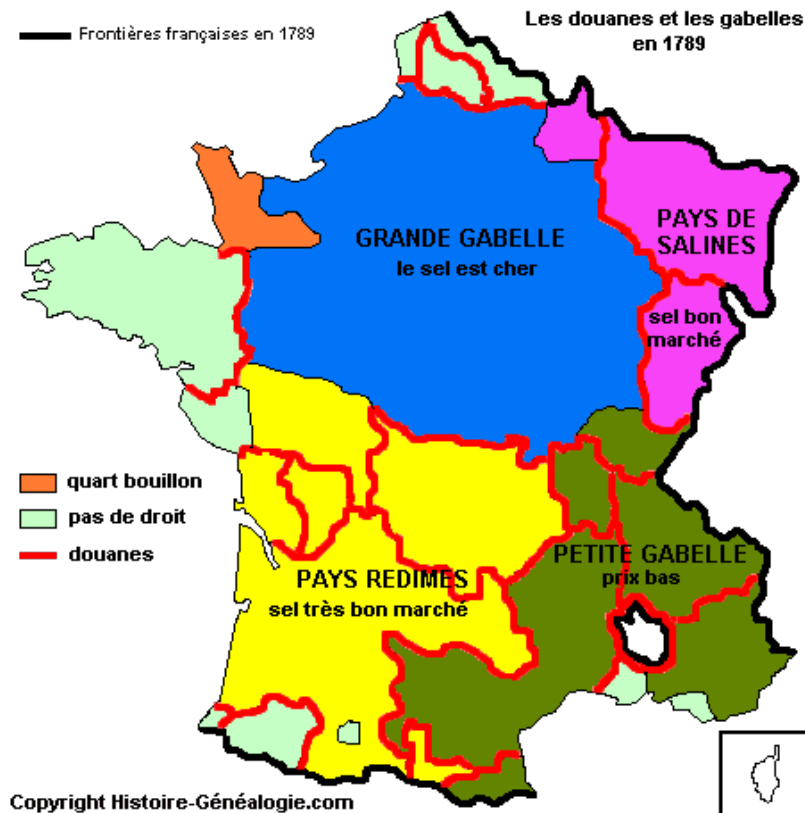 Frontières françaises en 1789
Les douanes et les gabelles
en 1789
GRANDE GABELLE
le sel est cher
PAYS DE
SALINES
sel bon
marché
quart bouillon
pas de droit
douanes
PAYS REDIMES
sel très bon marché
PETITE GABELLE
prix bas
Copyright Histoire-Généalogie.com